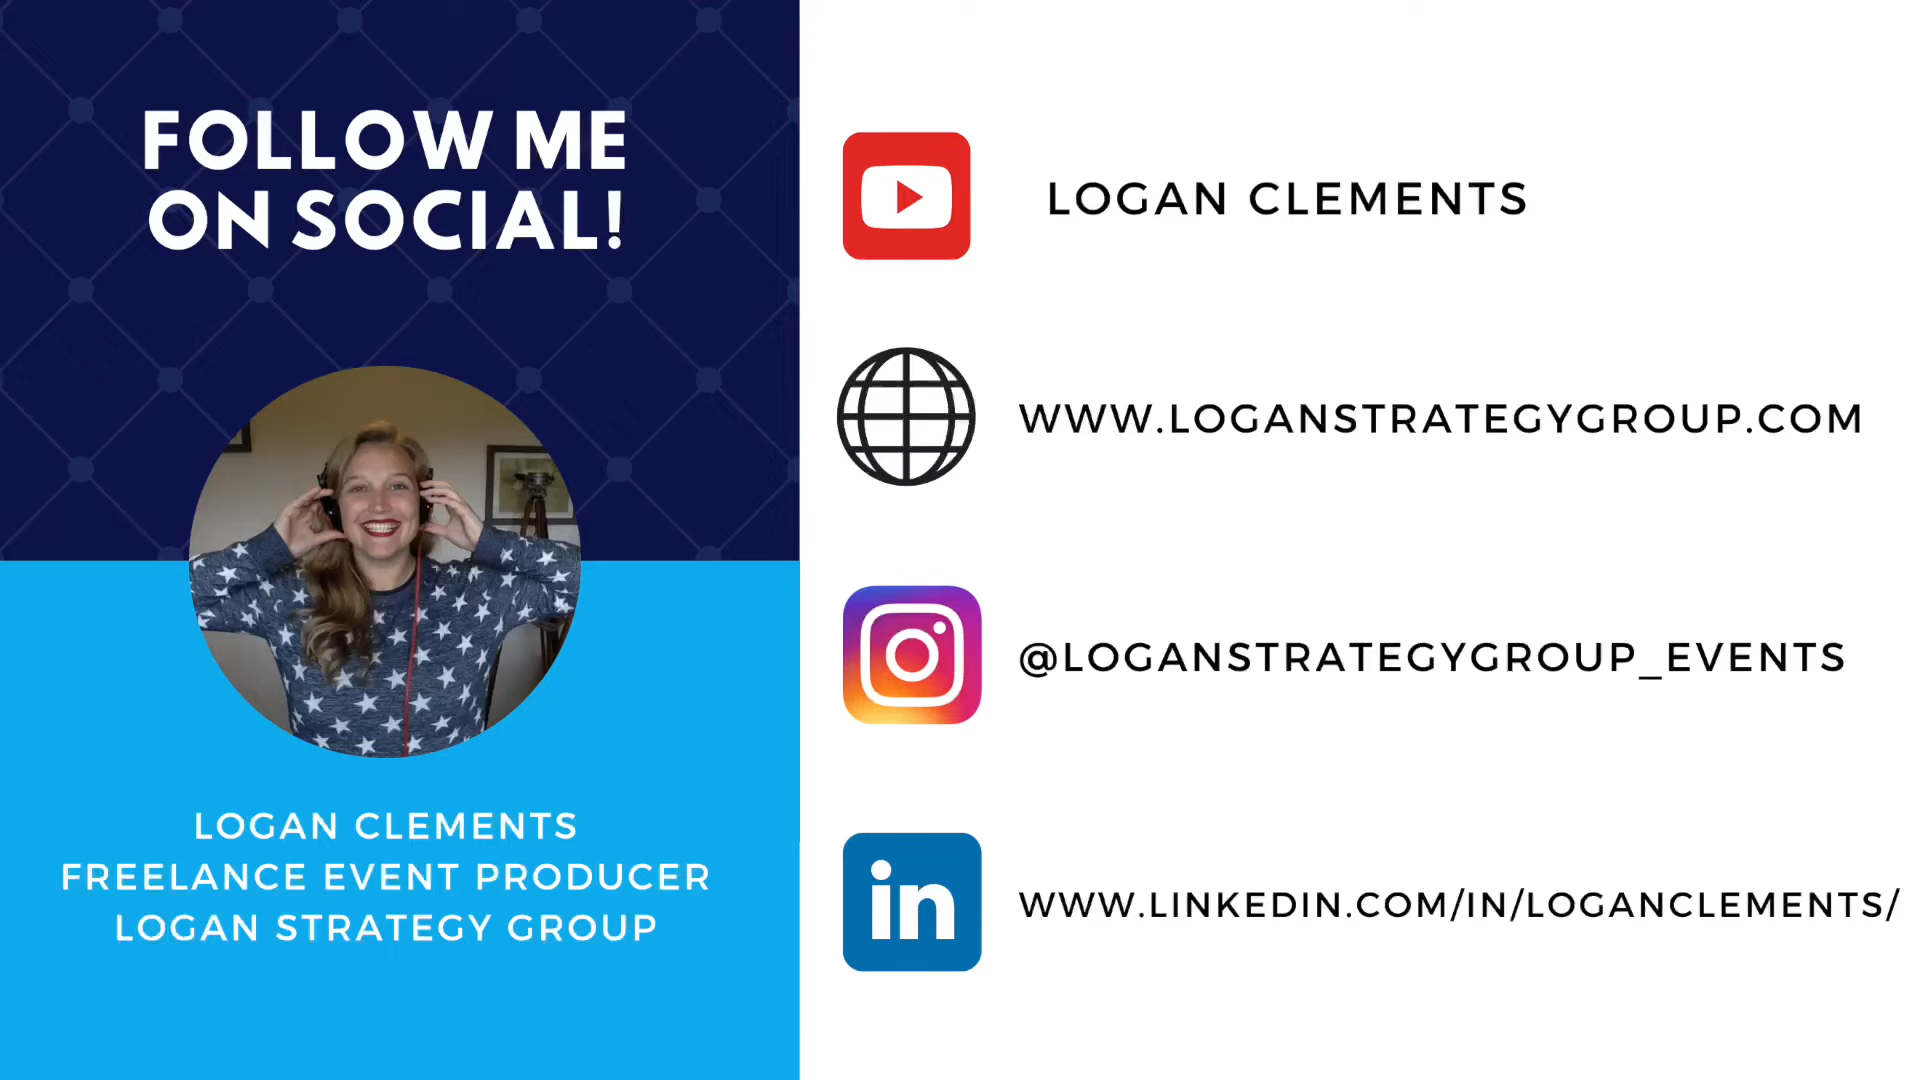 FOLLOW ME
ON SOCIAL!
LOGAN CLEMENTS
FREELANCE EVENT PRODUCER
LOGAN STRATEGY GROUP
LOGAN CLEMENTS
WWW.LOGANSTRATEGYGROUP.COM
@LOGANSTRATEGYGROUP_EVENTS
in
WWW.LINKEDIN.COM/IN/LOGANCLEMENTS/